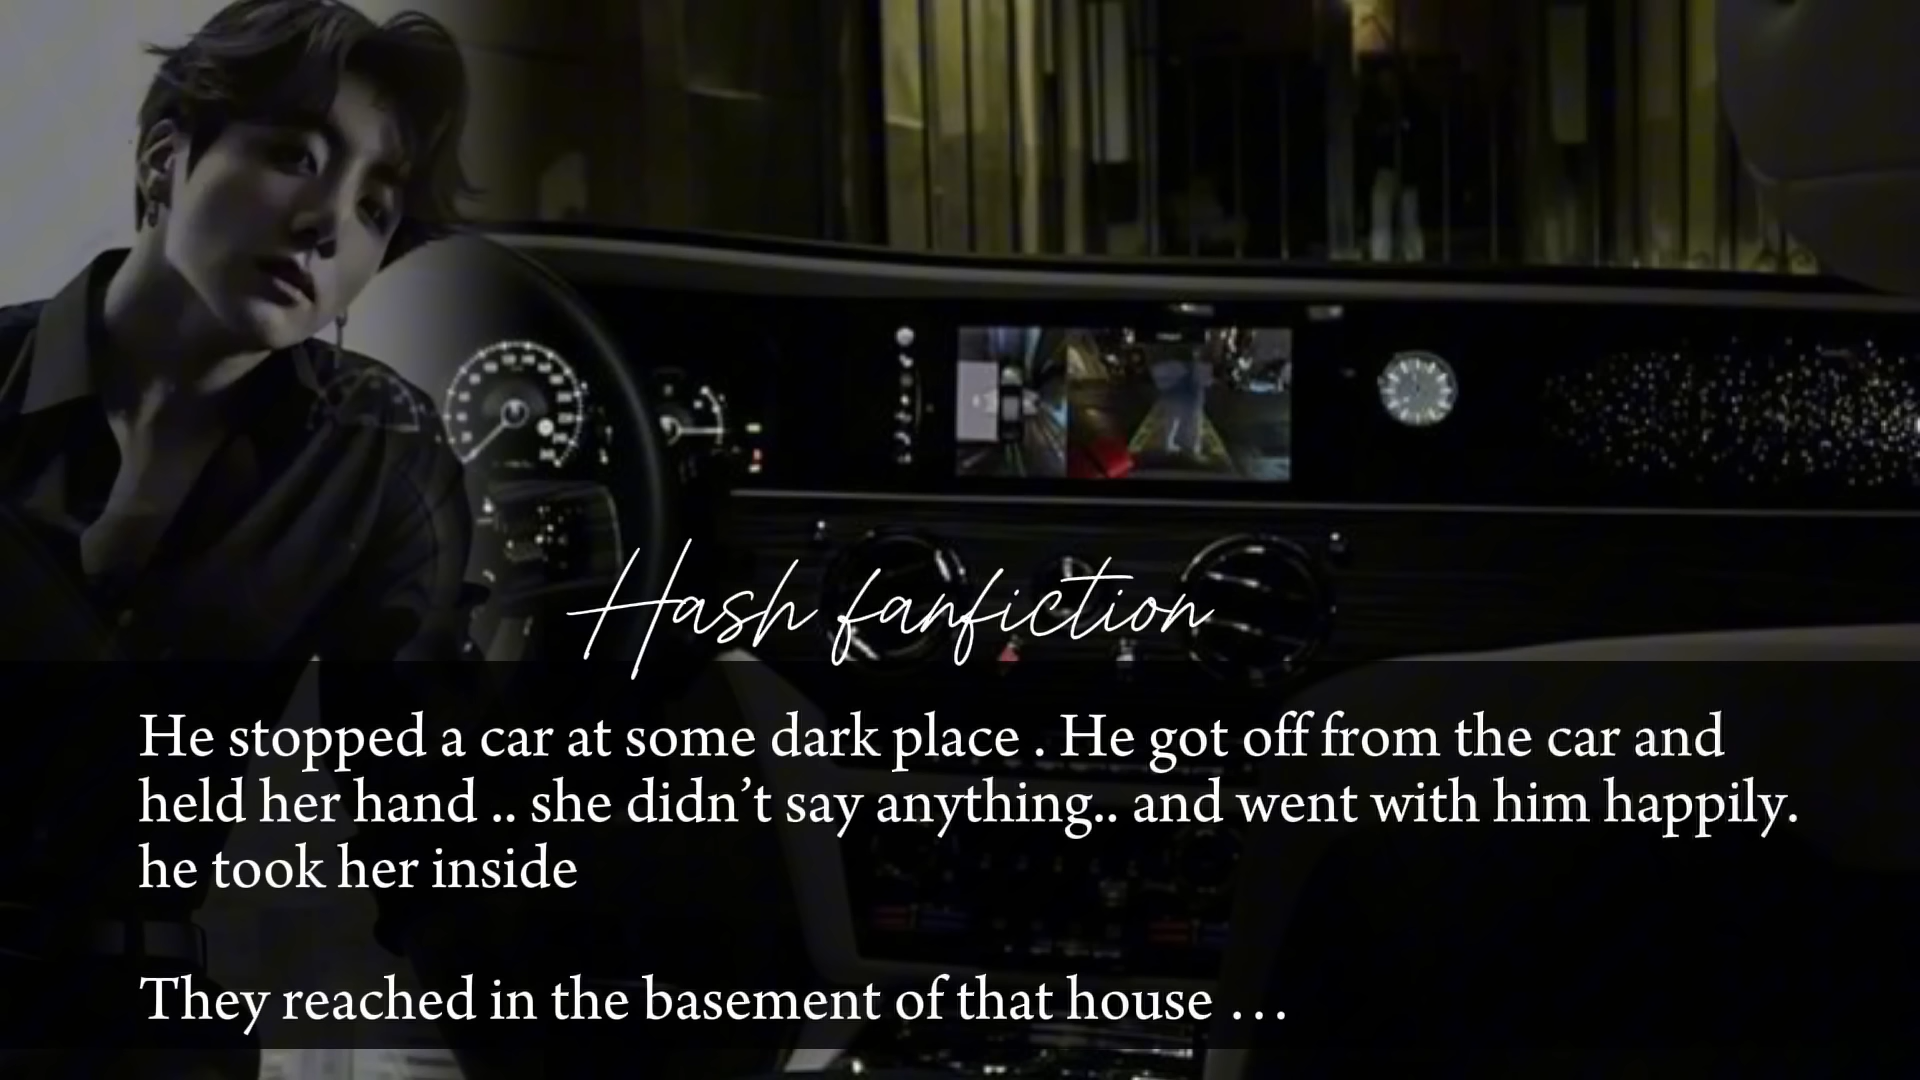 Hash fanfiction
He stopped a car at some dark place . He got off from the car and
held her hand .. she didn’t say anything.. and went with him happily.
he took her inside
They reached in the basement of that house …